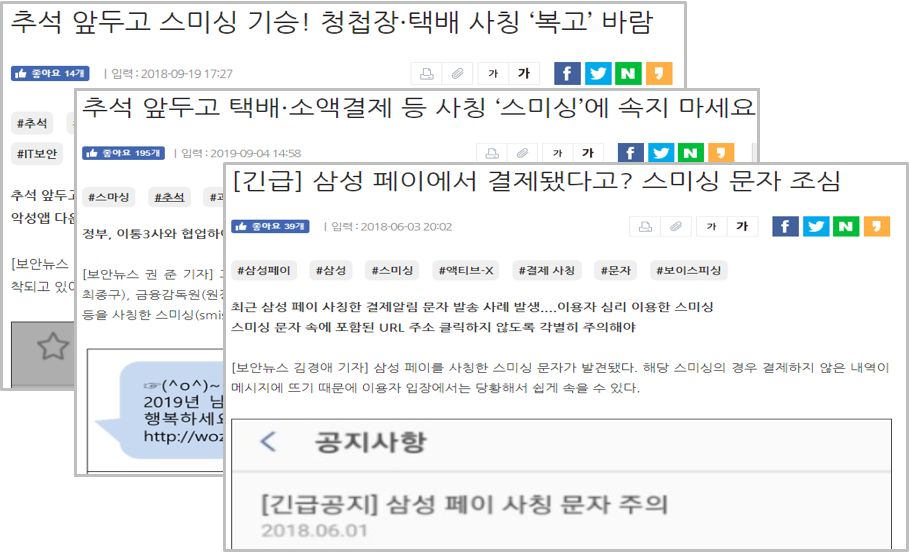 추석 앞두고 스미싱 기승! 청첩장·택배 사칭 ‘복고’ 바람
좋아요 14개 | 입력 : 2018-09-19 17:27
가 가
#추석
#IT보안
추석 앞두고
악성앱
[보안뉴스
착되고 있
추석 앞두고 택배·소액결제 등 사칭 ‘스미싱’에 속지 마세요
좋아요 195개 | 입력 : 2019-09-04 14:58
가 가
#스마싱 #추석
정부, 이통3사와 협업하
[보안뉴스 권 준 기자]
최종구), 금융감독원(원
등을 사칭한 스미싱(smis
☞(^o^)~
2019년 님
행복하세요
http://woz
[긴급] 삼성 페이에서 결제됐다고? 스미싱 문자 조심
좋아요 39개 | 입력 : 2018-06-03 20:02
가 가
#삼성페이 #삼성 #스미싱 #액티브-X #결제 사칭 #문자 #보이스피싱
최근 삼성 페이 사칭한 결제알림 문자 발송 사례 발생....이용자 심리 이용한 스미싱
스미싱 문자 속에 포함된 URL 주소 클릭하지 않도록 각별히 주의해야
[보안뉴스 김경애 기자] 삼성 페이를 사칭한 스미싱 문자가 발견됐다. 해당 스미싱의 경우 결제하지 않은 내역이
메시지에 뜨기 때문에 이용자 입장에서는 당황해서 쉽게 속을 수 있다.
공지사항
[긴급공지] 삼성 페이 사칭 문자 주의
2018.06.01